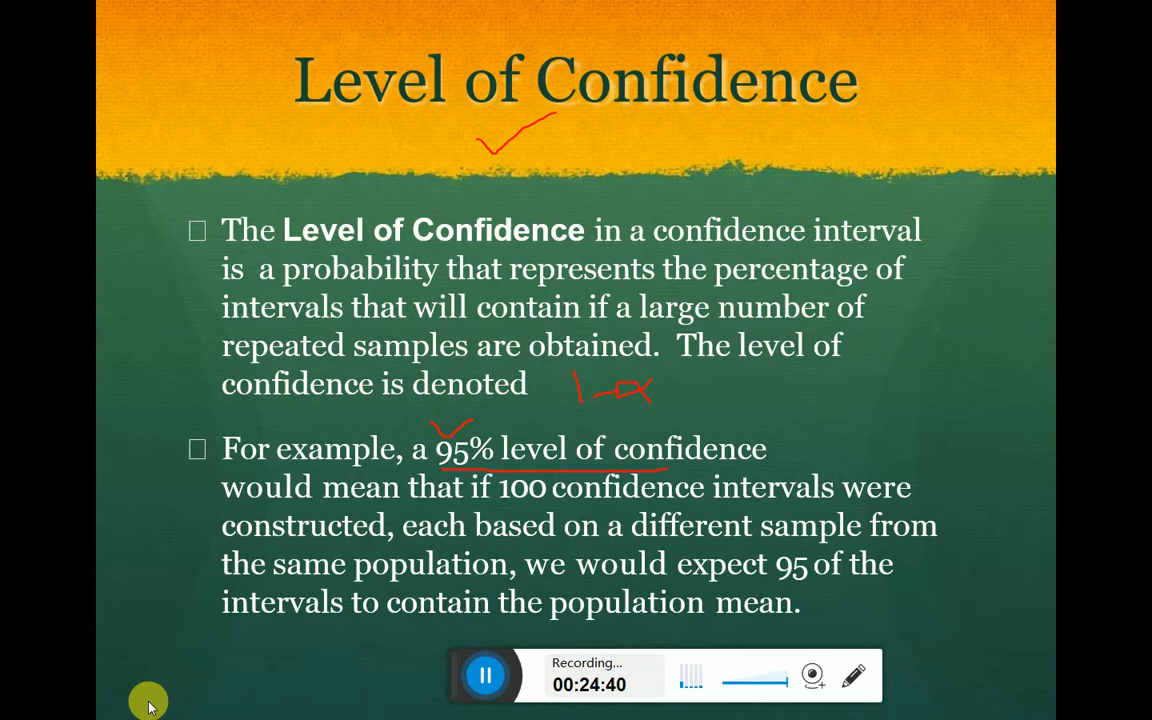 Level of Confidence
The Level of Confidence in a confidence interval
is a probability that represents the percentage of
intervals that will contain if a large number of
repeated samples are obtained. The level of
confidence is denoted 1-α
For example, a 95% level of confidence
would mean that if 100 confidence intervals were
constructed, each based on a different sample from
the same population, we would expect 95 of the
intervals to contain the population mean.
Recording...
00:24:40